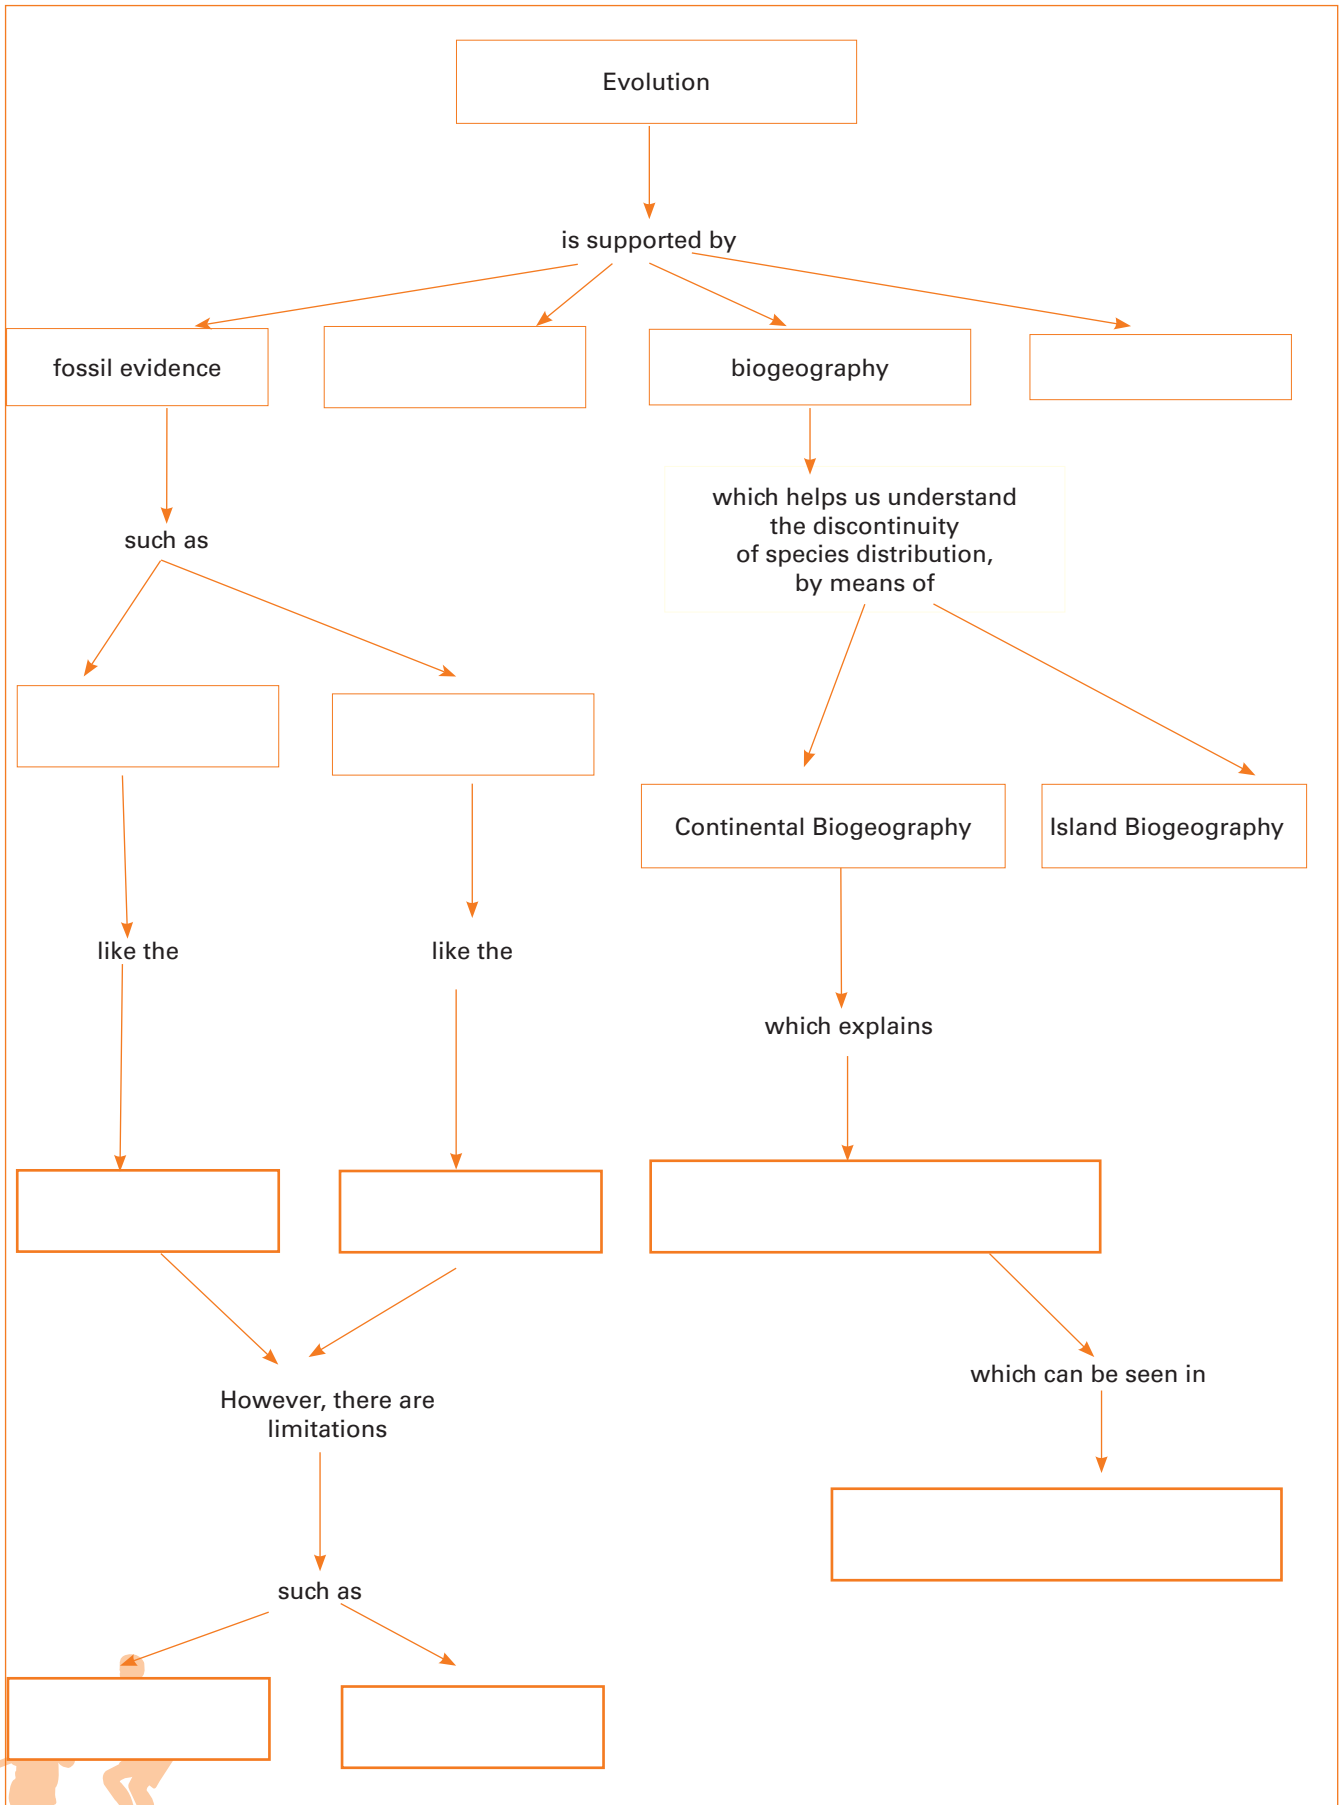 Evolution
is supported by
fossil evidence
biogeography
such as
which helps us understand
the discontinuity
of species distribution,
by means of
Continental Biogeography
Island Biogeography
like the
like the
which explains
However, there are
limitations
which can be seen in
such as